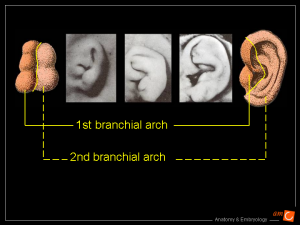 1st branchial arch
2nd branchial arch
Anatomy & Embryology